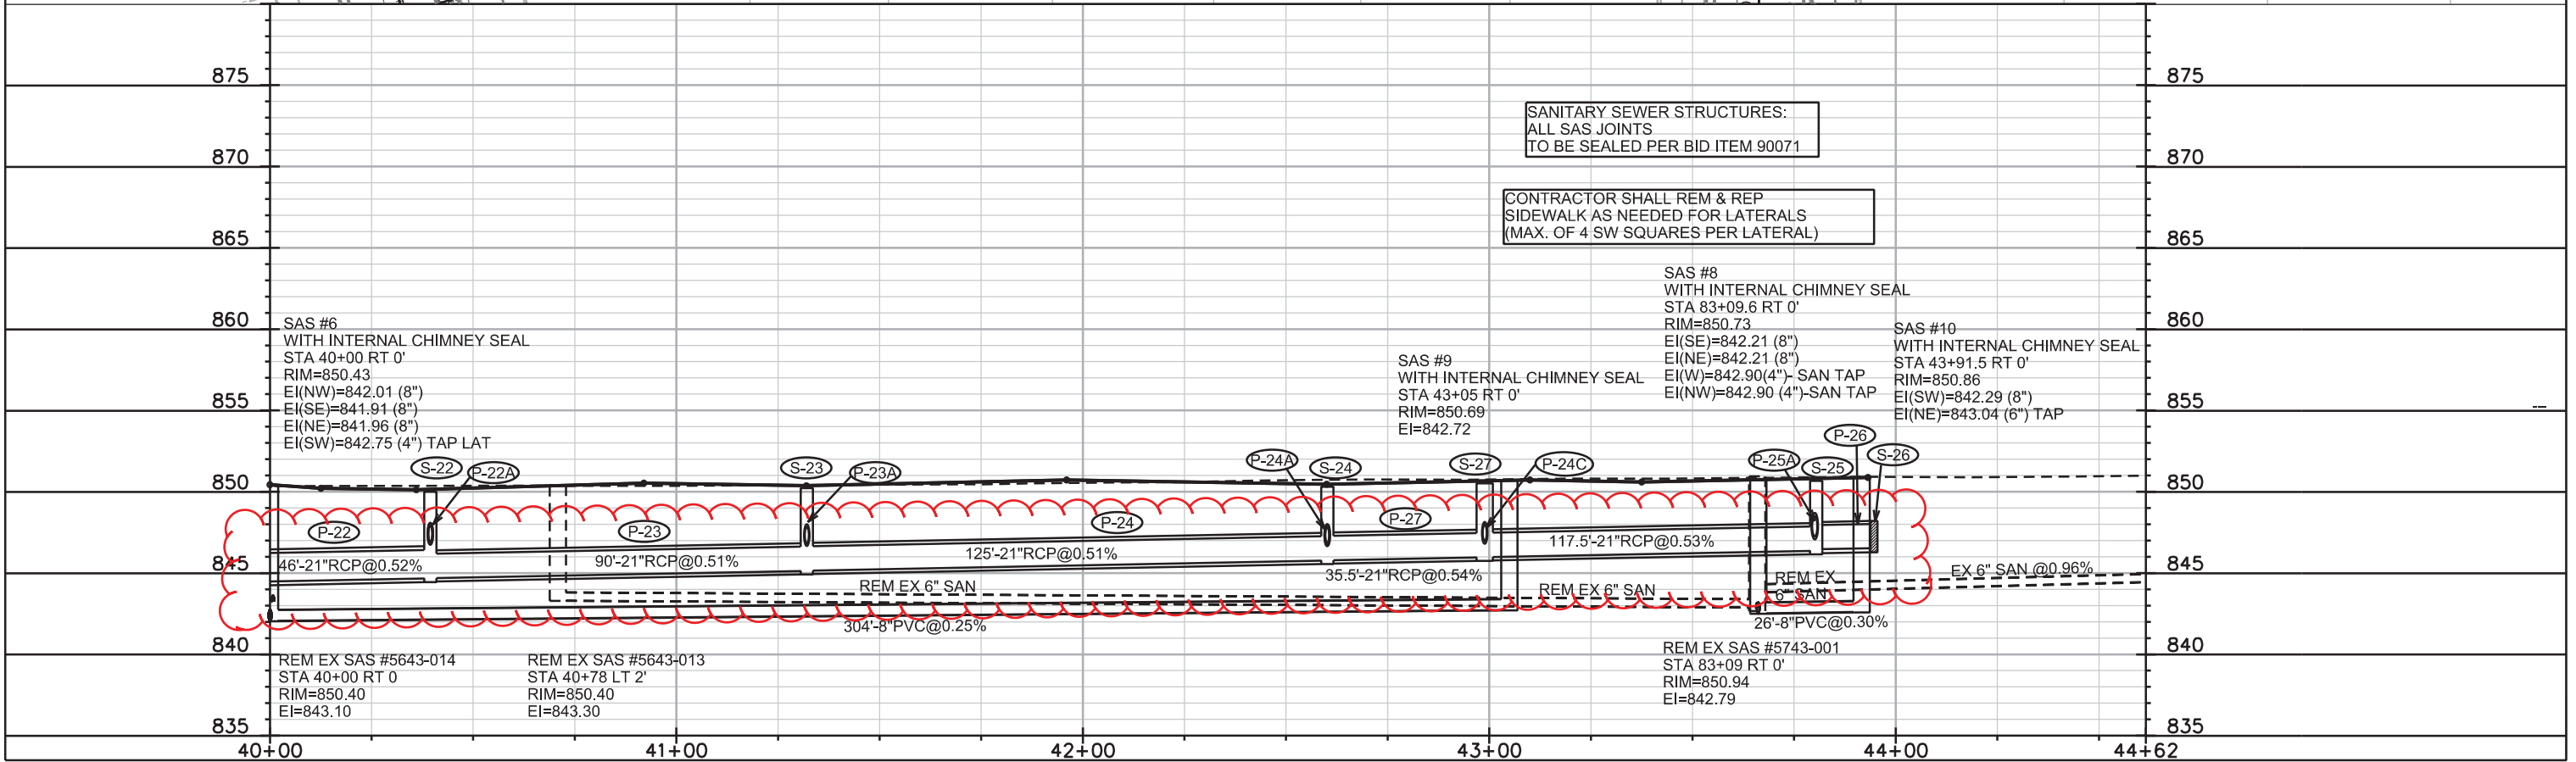 875
875
SANITARY SEWER STRUCTURES:
ALL SAS JOINTS
TO BE SEALED PER BID ITEM 90071
870
870
CONTRACTOR SHALL REM & REP
SIDEWALK AS NEEDED FOR LATERALS
(MAX. OF 4 SW SQUARES PER LATERAL)
865
865
860
860
SAS #6
WITH INTERNAL CHIMNEY SEAL
STA 40+00 RT 0'
RIM=850.43
EI(NW)=842.01 (8")
EI(SE)=841.91 (8")
EI(NE)=841.96 (8")
EI(SW)=842.75 (4") TAP LAT
SAS #9
WITH INTERNAL CHIMNEY SEAL
STA 43+05 RT 0'
RIM=850.69
EI=842.72
SAS #8
WITH INTERNAL CHIMNEY SEAL
STA 83+09.6 RT 0'
RIM=850.73
EI(SE)=842.21 (8")
EI(NE)=842.21 (8")
EI(W)=842.90(4")- SAN TAP
EI(NW)=842.90 (4")-SAN TAP
SAS #10
WITH INTERNAL CHIMNEY SEAL
STA 43+91.5 RT 0'
RIM=850.86
EI(SW)=842.29 (8")
EI(NE)=843.04 (6") TAP
855
855
S-22
P-22A
S-23
P-23A
P-24A
S-24
S-27
P-24C
P-25A
S-25
P-26
S-26
850
850
P-22
P-23
P-24
P-27
46'-21"RCP@0.52%
90'-21"RCP@0.51%
125'-21"RCP@0.51%
35.5'-21"RCP@0.54%
117.5'-21"RCP@0.53%
845
845
REM EX 6" SAN
REM EX 6" SAN
REM EX
6" SAN
EX 6" SAN @0.96%
304'-8"PVC@0.25%
26'-8"PVC@0.30%
840
840
REM EX SAS #5643-014
STA 40+00 RT 0
RIM=850.40
EI=843.10
REM EX SAS #5643-013
STA 40+78 LT 2'
RIM=850.40
EI=843.30
REM EX SAS #5743-001
STA 83+09 RT 0'
RIM=850.94
EI=842.79
835
835
40+00
41+00
42+00
43+00
44+00
44+62